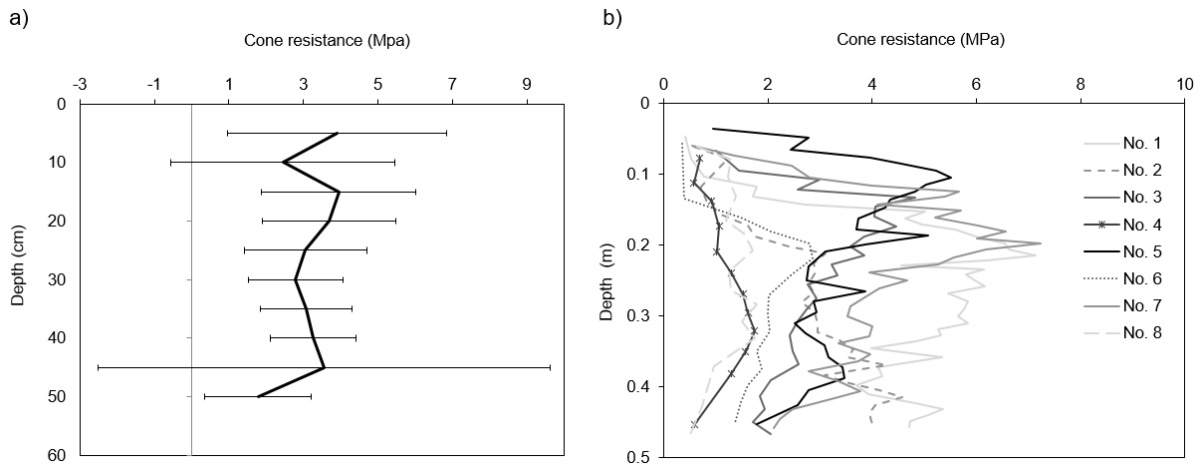 a)
Cone resistance (Mpa)
-3 -1 1 3 5 7 9
0
10
20
30
40
50
60
Depth (cm)
b)
Cone resistance (MPa)
0 2 4 6 8 10
0
0.1
0.2
0.3
0.4
0.5
Depth (m)
No. 1
No. 2
No. 3
No. 4
No. 5
No. 6
No. 7
No. 8